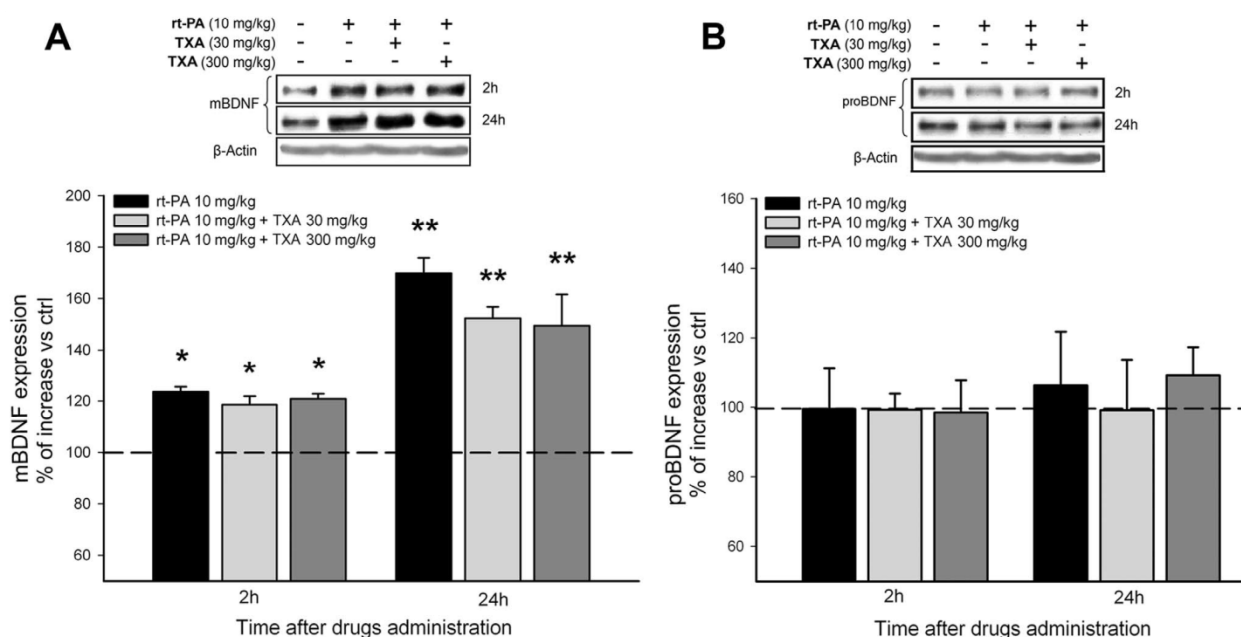 A
rt-PA (10 mg/kg) - + + +
TXA (30 mg/kg) - - + -
TXA (300 mg/kg) - - - +
mBDNF
2h
24h
β-Actin
200
180
160
140
120
100
80
60
mBDNF expression
% of increase vs ctrl
rt-PA 10 mg/kg
rt-PA 10 mg/kg + TXA 30 mg/kg
rt-PA 10 mg/kg + TXA 300 mg/kg
* * *
** ** **
2h 24h
Time after drugs administration
B
rt-PA (10 mg/kg) - + + +
TXA (30 mg/kg) - - + -
TXA (300 mg/kg) - - - +
proBDNF
2h
24h
β-Actin
160
140
120
100
80
60
proBDNF expression
% of increase vs ctrl
rt-PA 10 mg/kg
rt-PA 10 mg/kg + TXA 30 mg/kg
rt-PA 10 mg/kg + TXA 300 mg/kg
2h 24h
Time after drugs administration